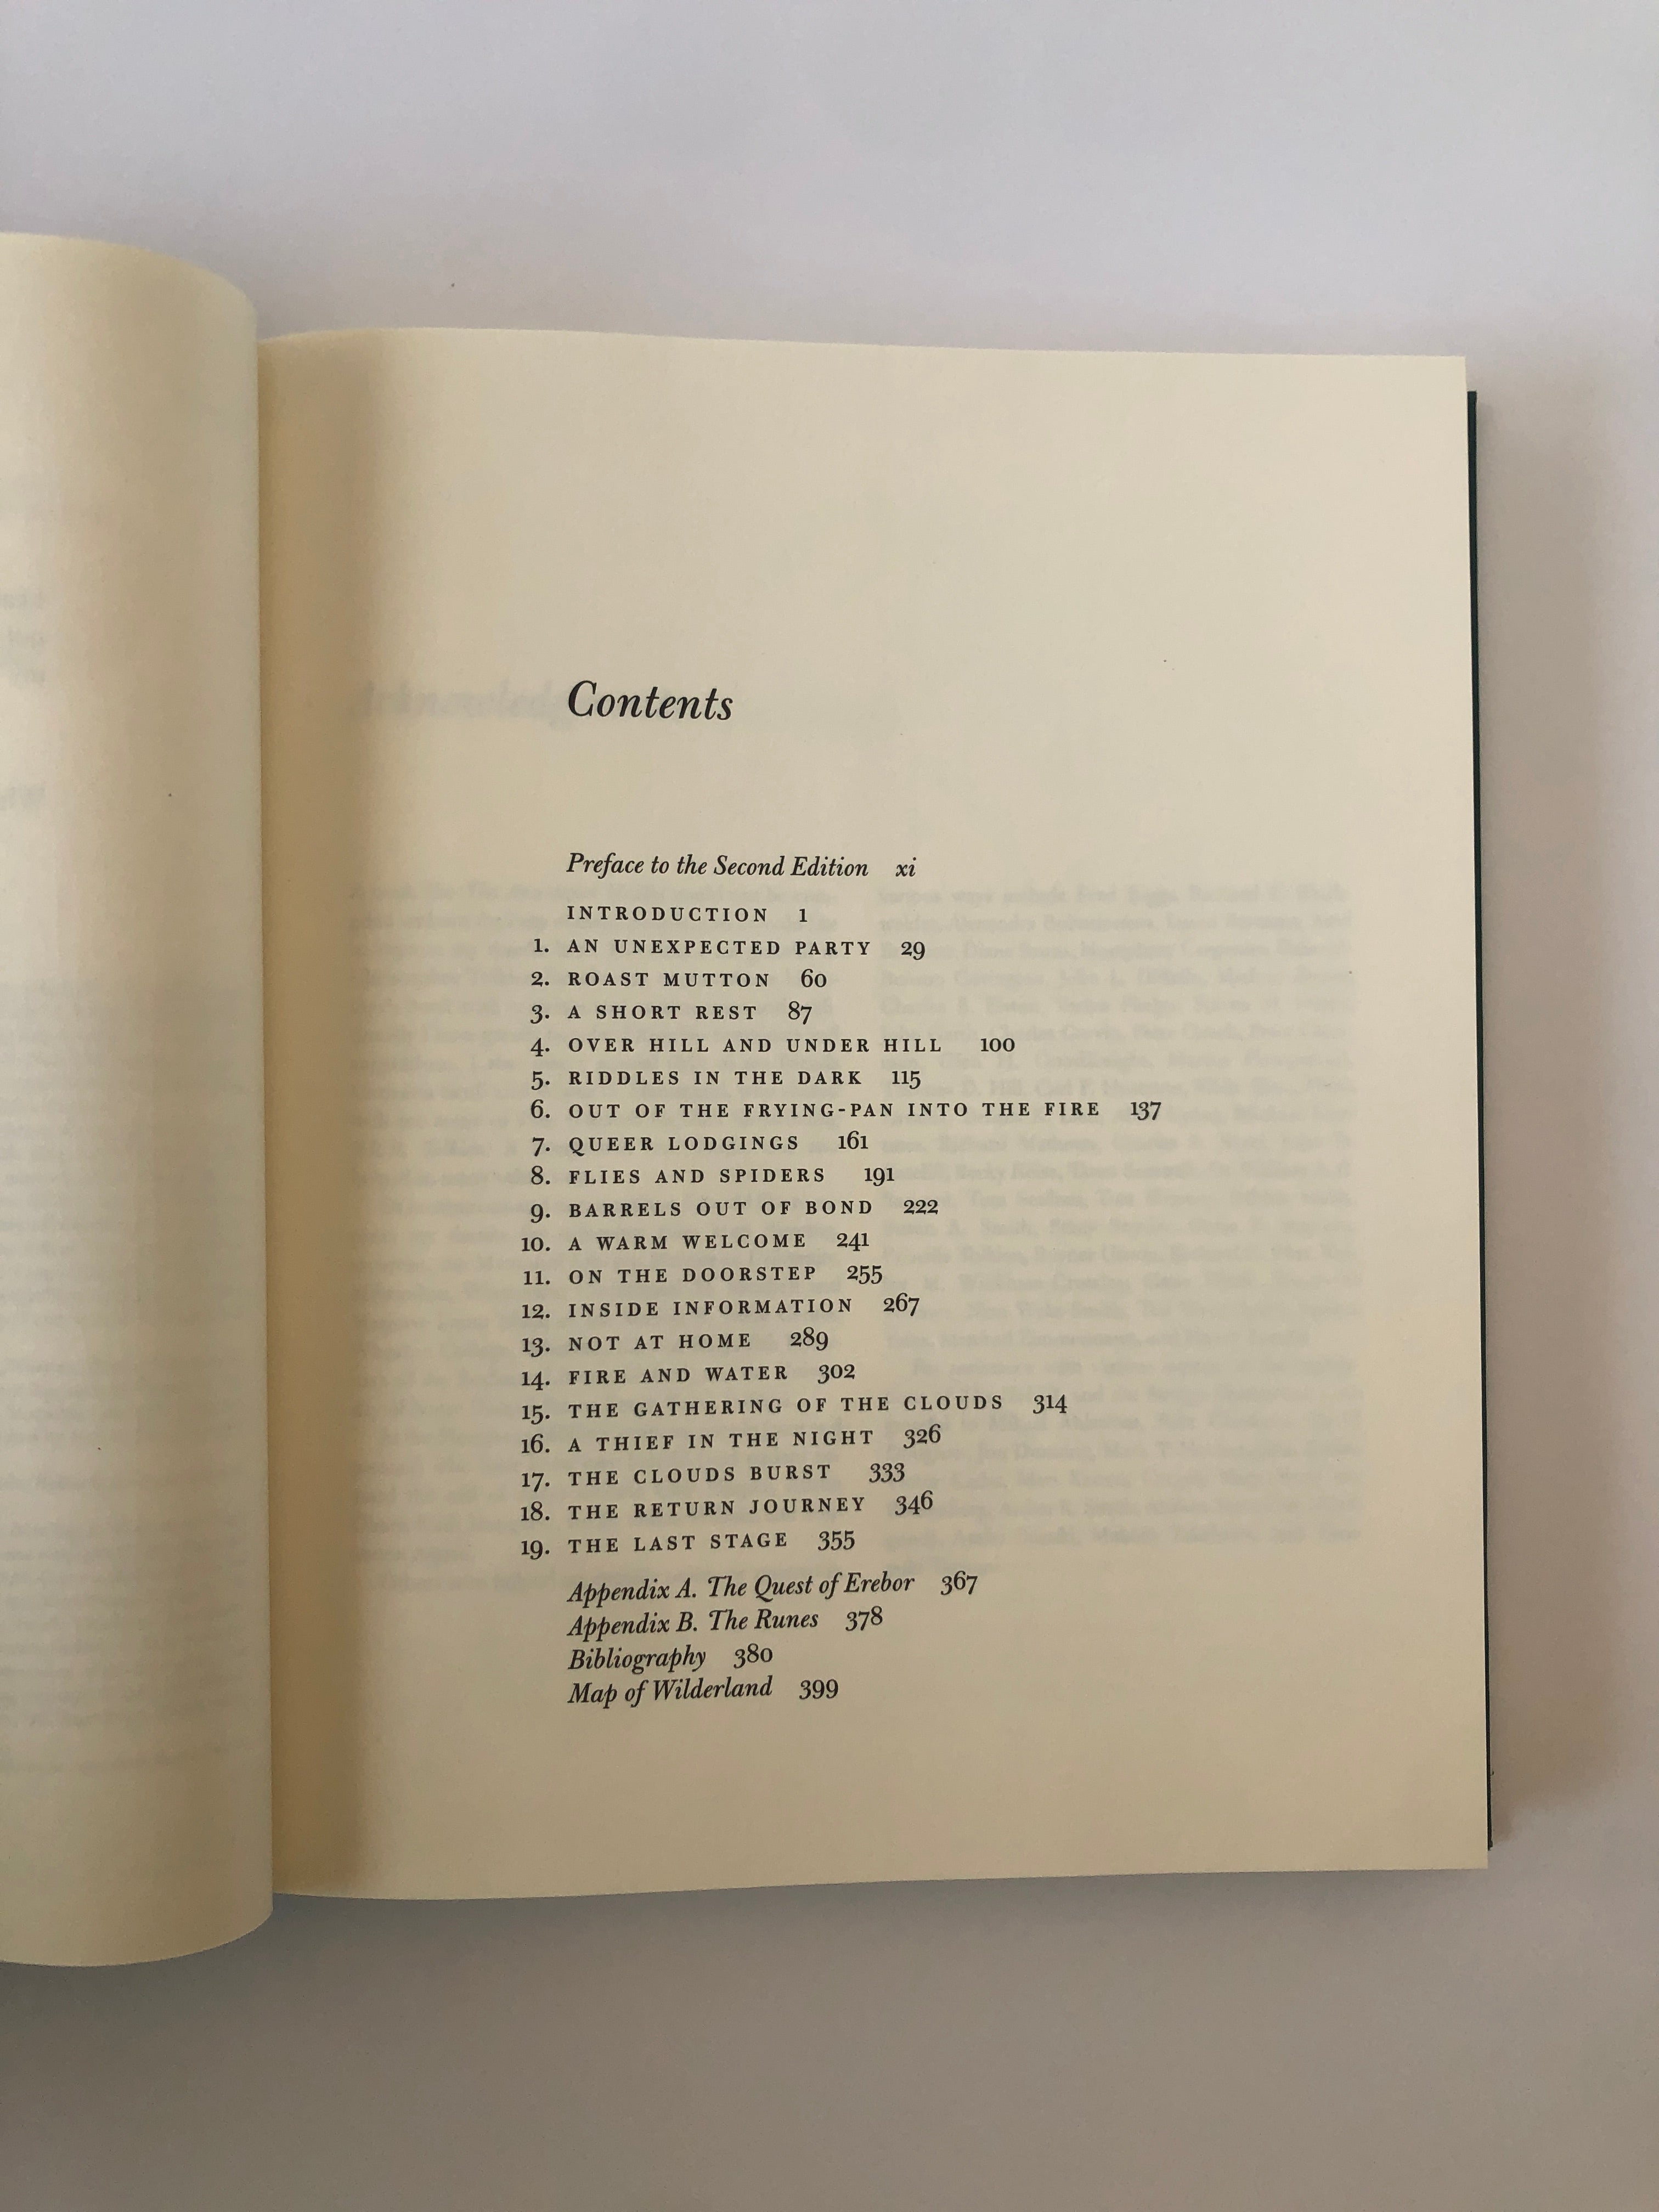 Contents
Preface to the Second Edition xi
INTRODUCTION 1
1. AN UNEXPECTED PARTY 29
2. ROAST MUTTON 60
3. A SHORT REST 87
4. OVER HILL AND UNDER HILL 100
5. RIDDLES IN THE DARK 115
6. OUT OF THE FRYING-PAN INTO THE FIRE 137
7. QUEER LODGINGS 161
8. FLIES AND SPIDERS 191
9. BARRELS OUT OF BOND 222
10. A WARM WELCOME 241
11. ON THE DOORSTEP 255
12. INSIDE INFORMATION 267
13. NOT AT HOME 289
14. FIRE AND WATER 302
15. THE GATHERING OF THE CLOUDS 314
16. A THIEF IN THE NIGHT 326
17. THE CLOUDS BURST 333
18. THE RETURN JOURNEY 346
19. THE LAST STAGE 355
Appendix A. The Quest of Erebor 367
Appendix B. The Runes 378
Bibliography 380
Map of Wilderland 399